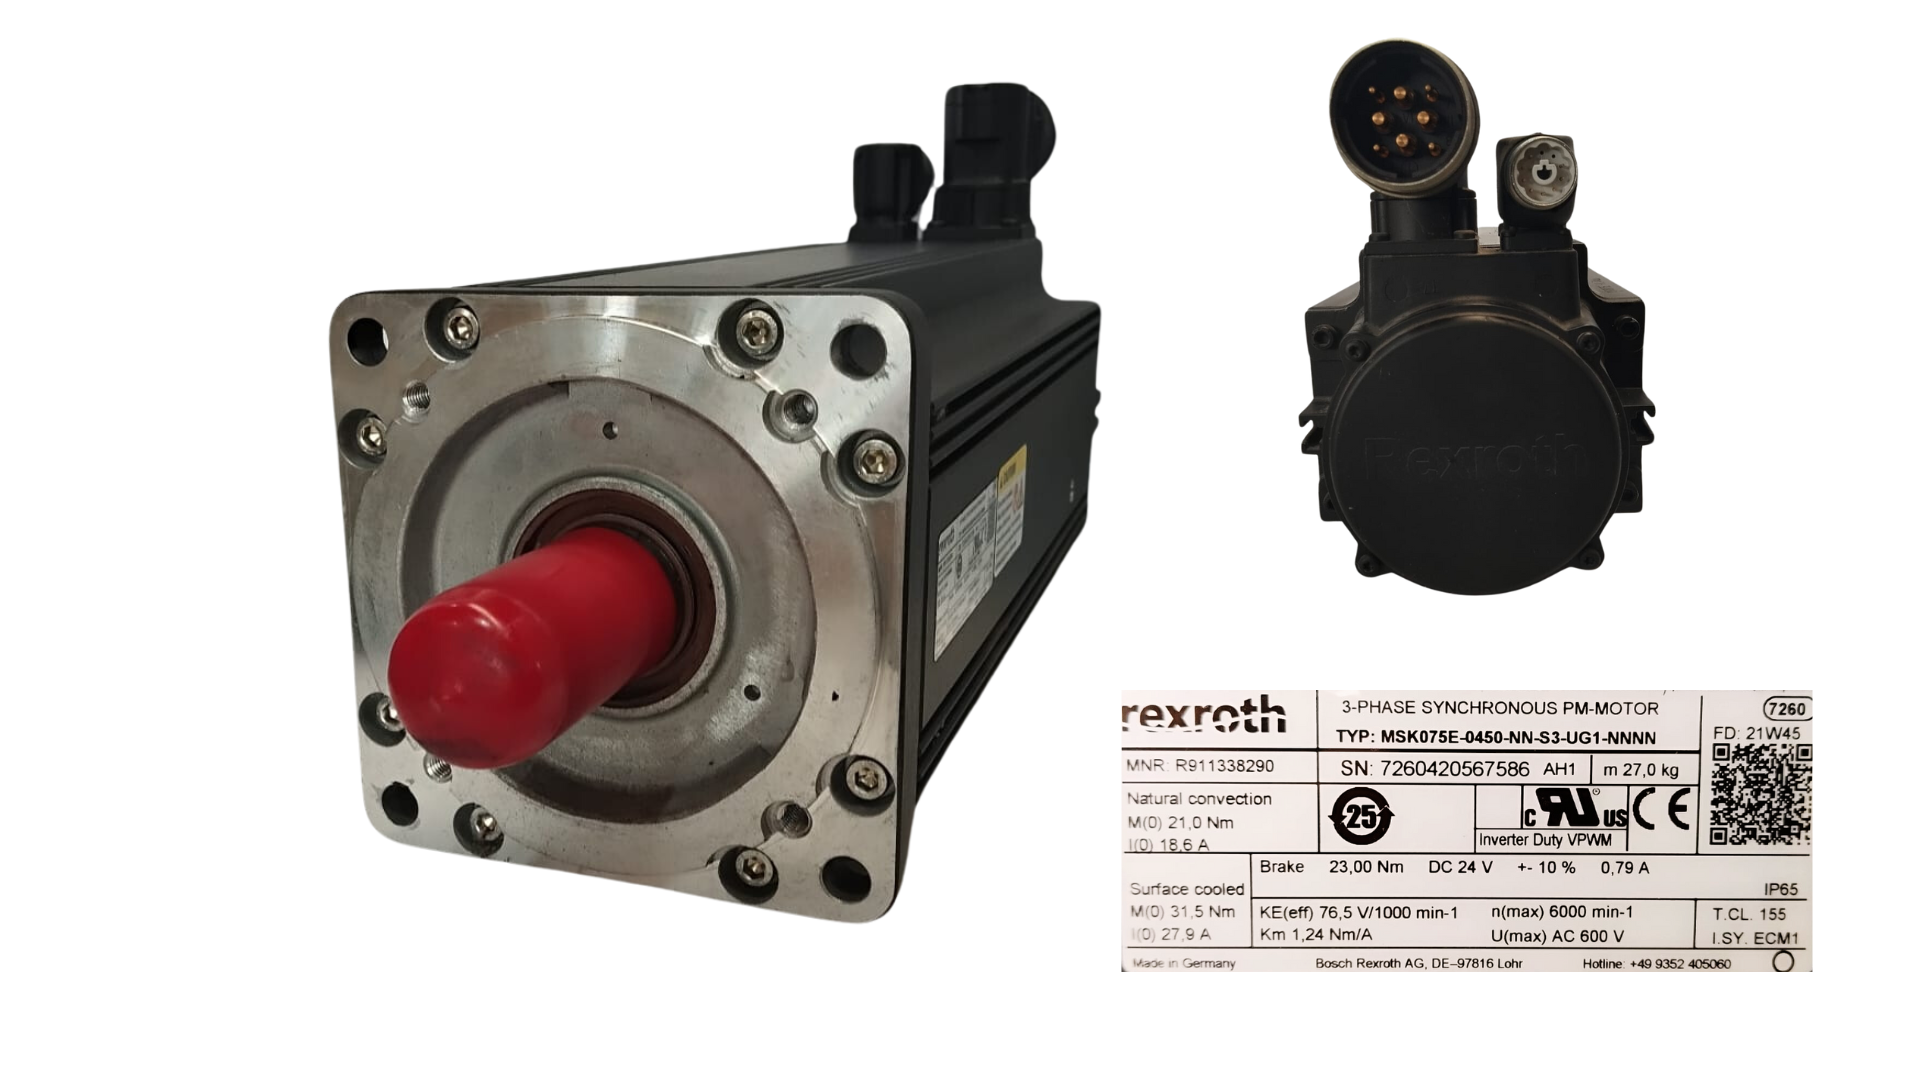 Rexroth
rexroth
3-PHASE SYNCHRONOUS PM-MOTOR
7260
TYP: MSK075E-0450-NN-S3-UG1-NNNN
FD: 21W45
MNR: R911338290
SN: 7260420567586 AH1
m 27,0 kg
Natural convection
M(0) 21,0 Nm
I(0) 18,6 A
25
c RU US CE
Inverter Duty VPWM
Brake 23,00 Nm DC 24 V +- 10 % 0,79 A
IP65
Surface cooled
M(0) 31,5 Nm
I(0) 27,9 A
KE(eff) 76,5 V/1000 min-1 n(max) 6000 min-1
Km 1,24 Nm/A U(max) AC 600 V
T.CL. 155
I.SY. ECM1
Made in Germany
Bosch Rexroth AG, DE-97816 Lohr
Hotline: +49 9352 405060